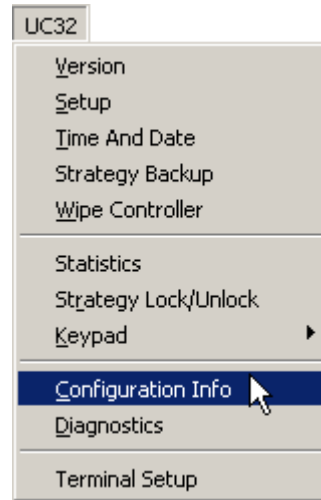 UC32
Version
Setup
Time And Date
Strategy Backup
Wipe Controller
Statistics
Strategy Lock/Unlock
Keypad
Configuration Info
Diagnostics
Terminal Setup